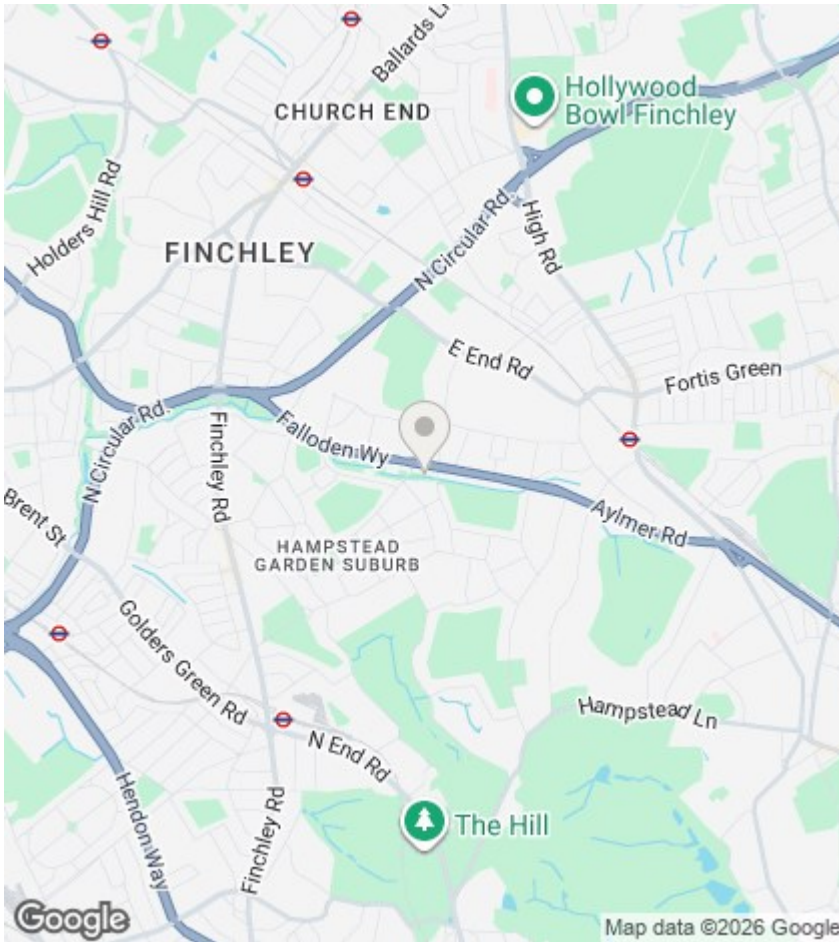 Ballards Ln
CHURCH END
Hollywood
Bowl Finchley
Holders Hill Rd
FINCHLEY
N Circular Rd.
High Rd
E End Rd
Fortis Green
N Circular Rd.
Finchley Rd
Falloden Wy
Brent St
HAMPSTEAD
GARDEN SUBURB
Aylmer Rd
Golders Green Rd
Hampstead Ln
N End Rd
Hendon Way
Finchley Rd
The Hill
Google
Map data ©2026 Google